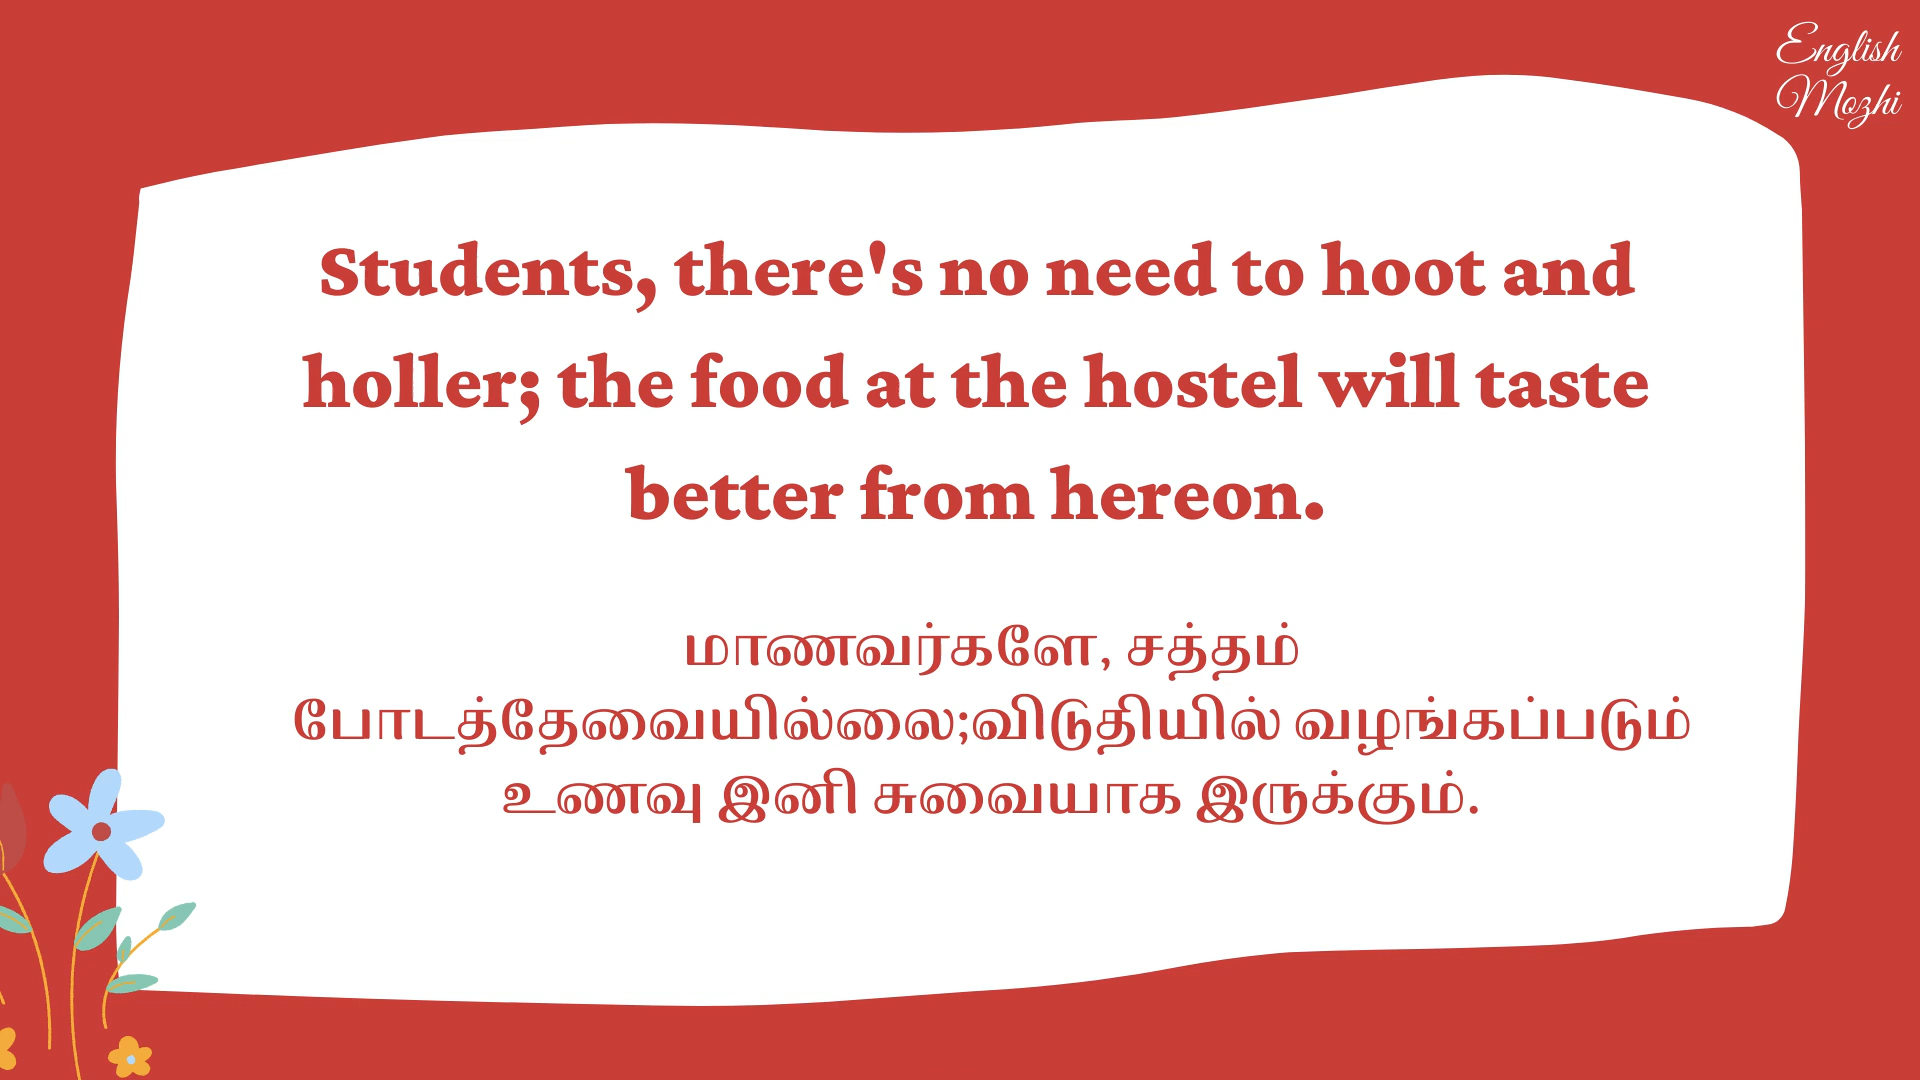 English
Mozhi
Students, there's no need to hoot and
holler; the food at the hostel will taste
better from hereon.
மாணவர்களே, சத்தம்
போடத்தேவையில்லை;விடுதியில் வழங்கப்படும்
உணவு இனி சுவையாக இருக்கும்.